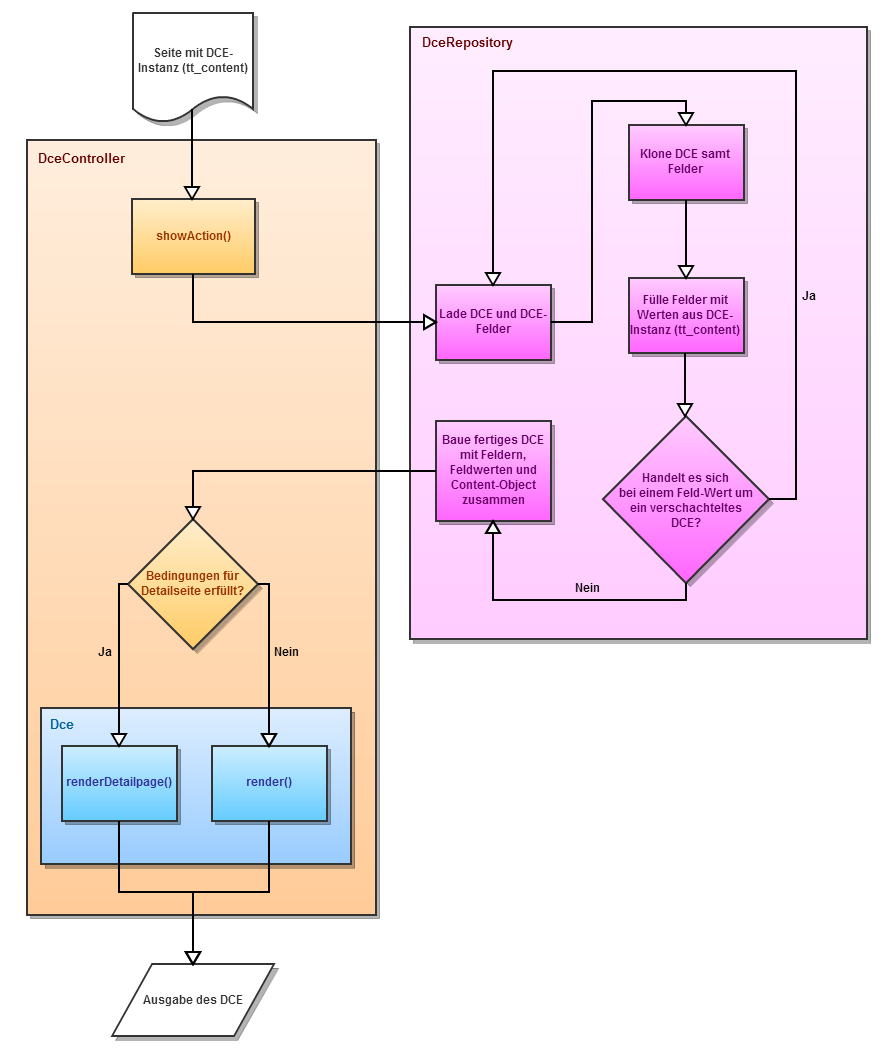 Seite mit DCE-
Instanz (tt_content)
DceController
showAction()
DceRepository
Klone DCE samt
Felder
Lade DCE und DCE-
Felder
Fülle Felder mit
Werten aus DCE-
Instanz (tt_content)
Ja
Handelt es sich
bei einem Feld-Wert um
ein verschachteltes
DCE?
Nein
Baue fertiges DCE
mit Feldern,
Feldwerten und
Content-Object
zusammen
Bedingungen für
Detailseite erfüllt?
Ja
Nein
Dce
renderDetailpage()
render()
Ausgabe des DCE